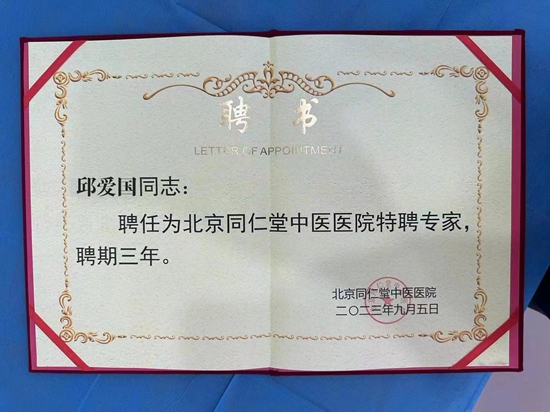 聘 书
LETTER OF APPOINTMENT
邱爱国同志：
聘任为北京同仁堂中医医院特聘专家，
聘期三年。
北京同仁堂中医医院
二〇二三年九月五日